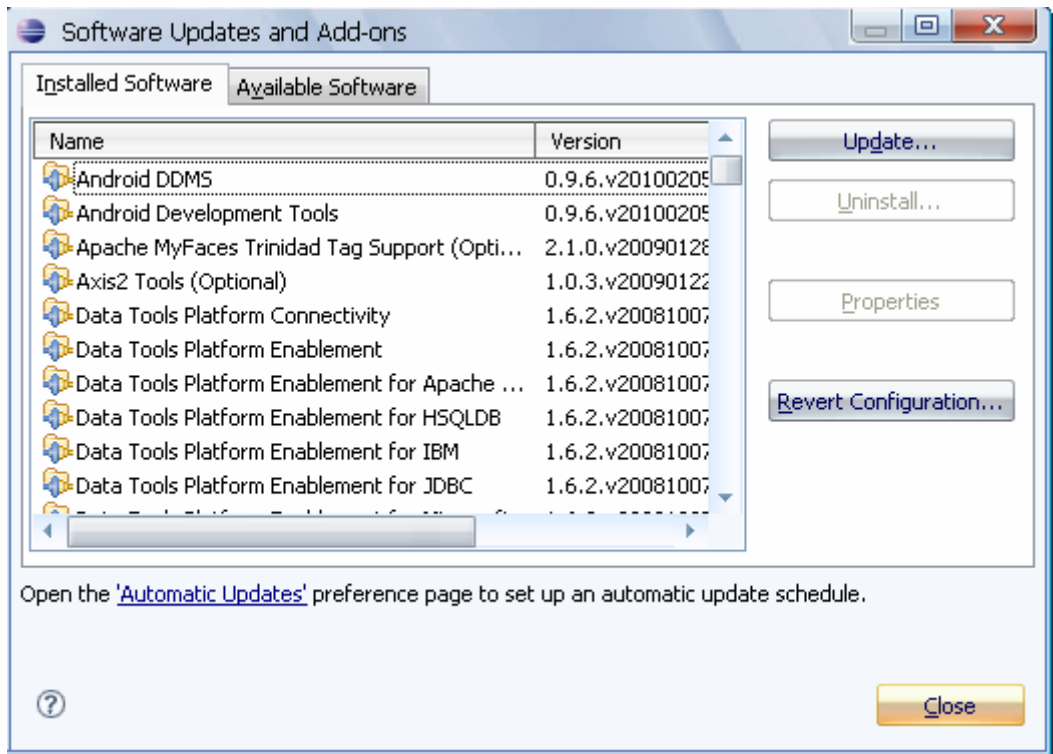 Software Updates and Add-ons
Installed Software Available Software
Name Version
Android DDMS 0.9.6.v20100205
Android Development Tools 0.9.6.v20100205
Apache MyFaces Trinidad Tag Support (Opti... 2.1.0.v20090128
Axis2 Tools (Optional) 1.0.3.v20090122
Data Tools Platform Connectivity 1.6.2.v20081007
Data Tools Platform Enablement 1.6.2.v20081007
Data Tools Platform Enablement for Apache ... 1.6.2.v20081007
Data Tools Platform Enablement for HSQLDB 1.6.2.v20081007
Data Tools Platform Enablement for IBM 1.6.2.v20081007
Data Tools Platform Enablement for JDBC 1.6.2.v20081007
Update...
Uninstall...
Properties
Revert Configuration...
Open the 'Automatic Updates' preference page to set up an automatic update schedule.
?
Close